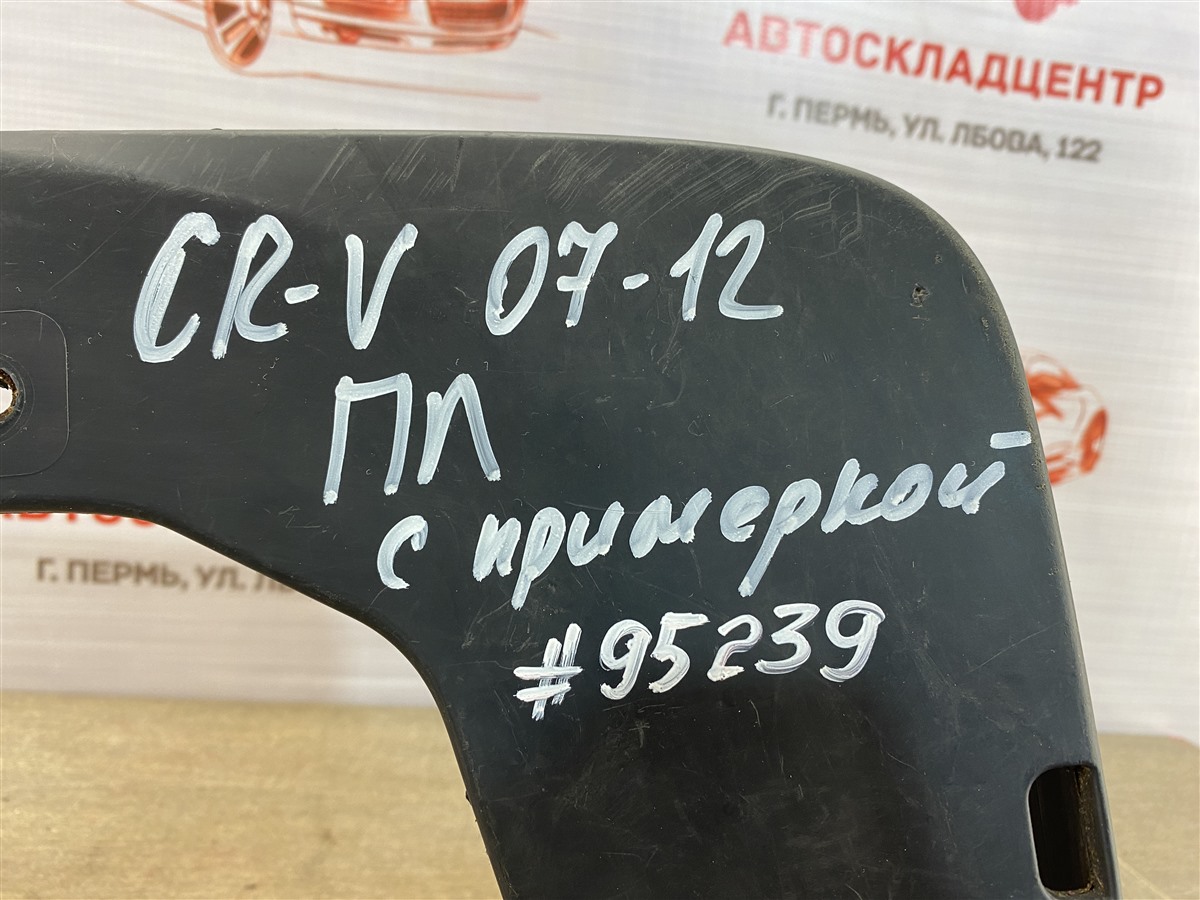 АВТОСКЛАДЦЕНТР
Г. ПЕРМЬ, УЛ. ЛБОВА, 122
CR-V 07-12
ПЛ
с примеркой
#95239
Г. ПЕРМЬ, УЛ.